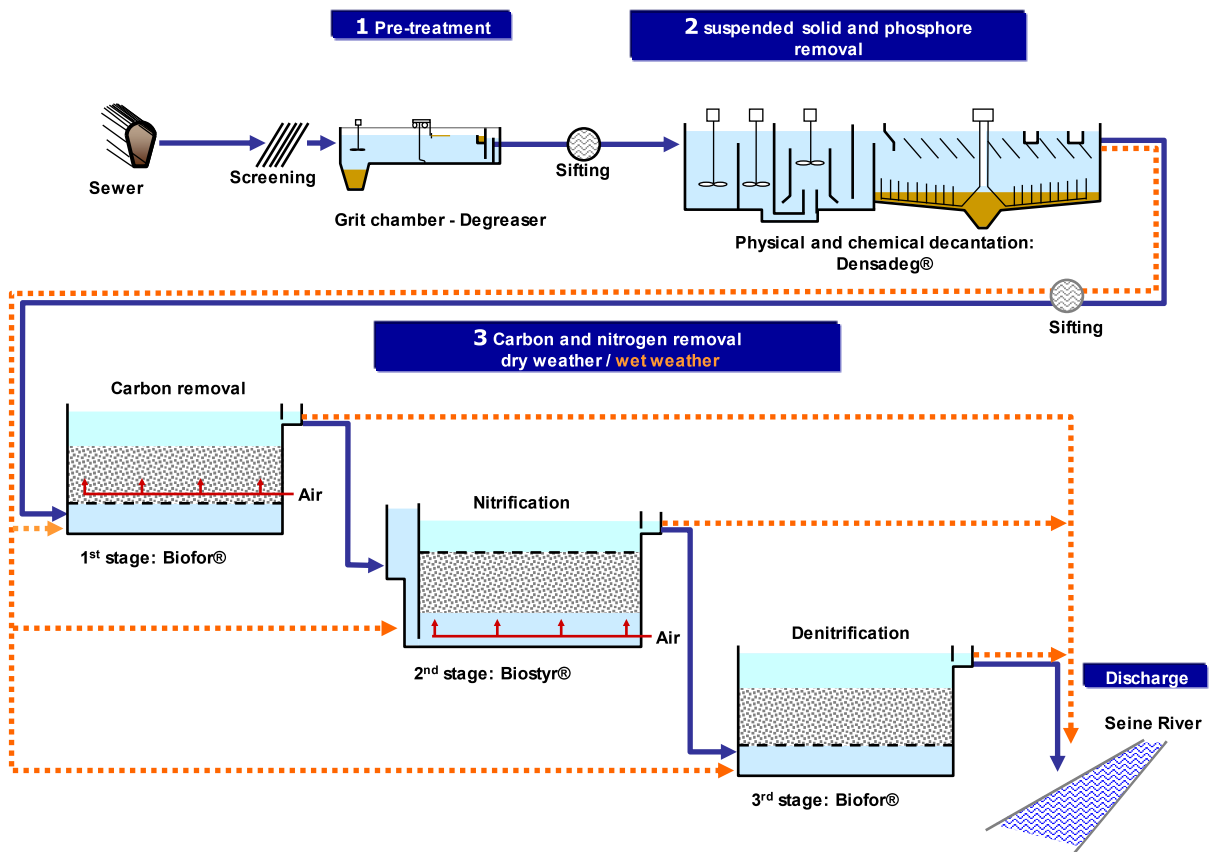 1 Pre-treatment
2 suspended solid and phosphore
removal
Sewer
Screening
Grit chamber - Degreaser
Sifting
Physical and chemical decantation:
Densadeg®
Sifting
3 Carbon and nitrogen removal
dry weather / wet weather
Carbon removal
Air
1st stage: Biofor®
Nitrification
Air
2nd stage: Biostyr®
Denitrification
3rd stage: Biofor®
Discharge
Seine River